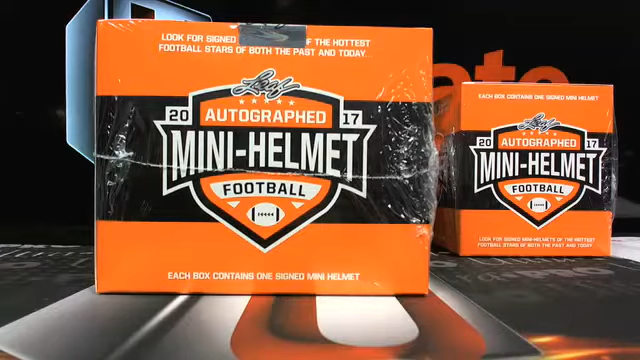 LOOK FOR SIGNED F THE HOTTEST
FOOTBALL STARS OF BOTH THE PAST AND TODAY.
Leaf
AUTOGRAPHED
20 17
MINI-HELMET
FOOTBALL
EACH BOX CONTAINS ONE SIGNED MINI HELMET
EACH BOX CONTAINS ONE SIGNED MINI HELMET
Leaf
AUTOGRAPHED
20 17
MINI-HELMET
FOOTBALL
LOOK FOR SIGNED MINI-HELMETS OF THE HOTTEST
FOOTBALL STARS OF BOTH THE PAST AND TODAY.